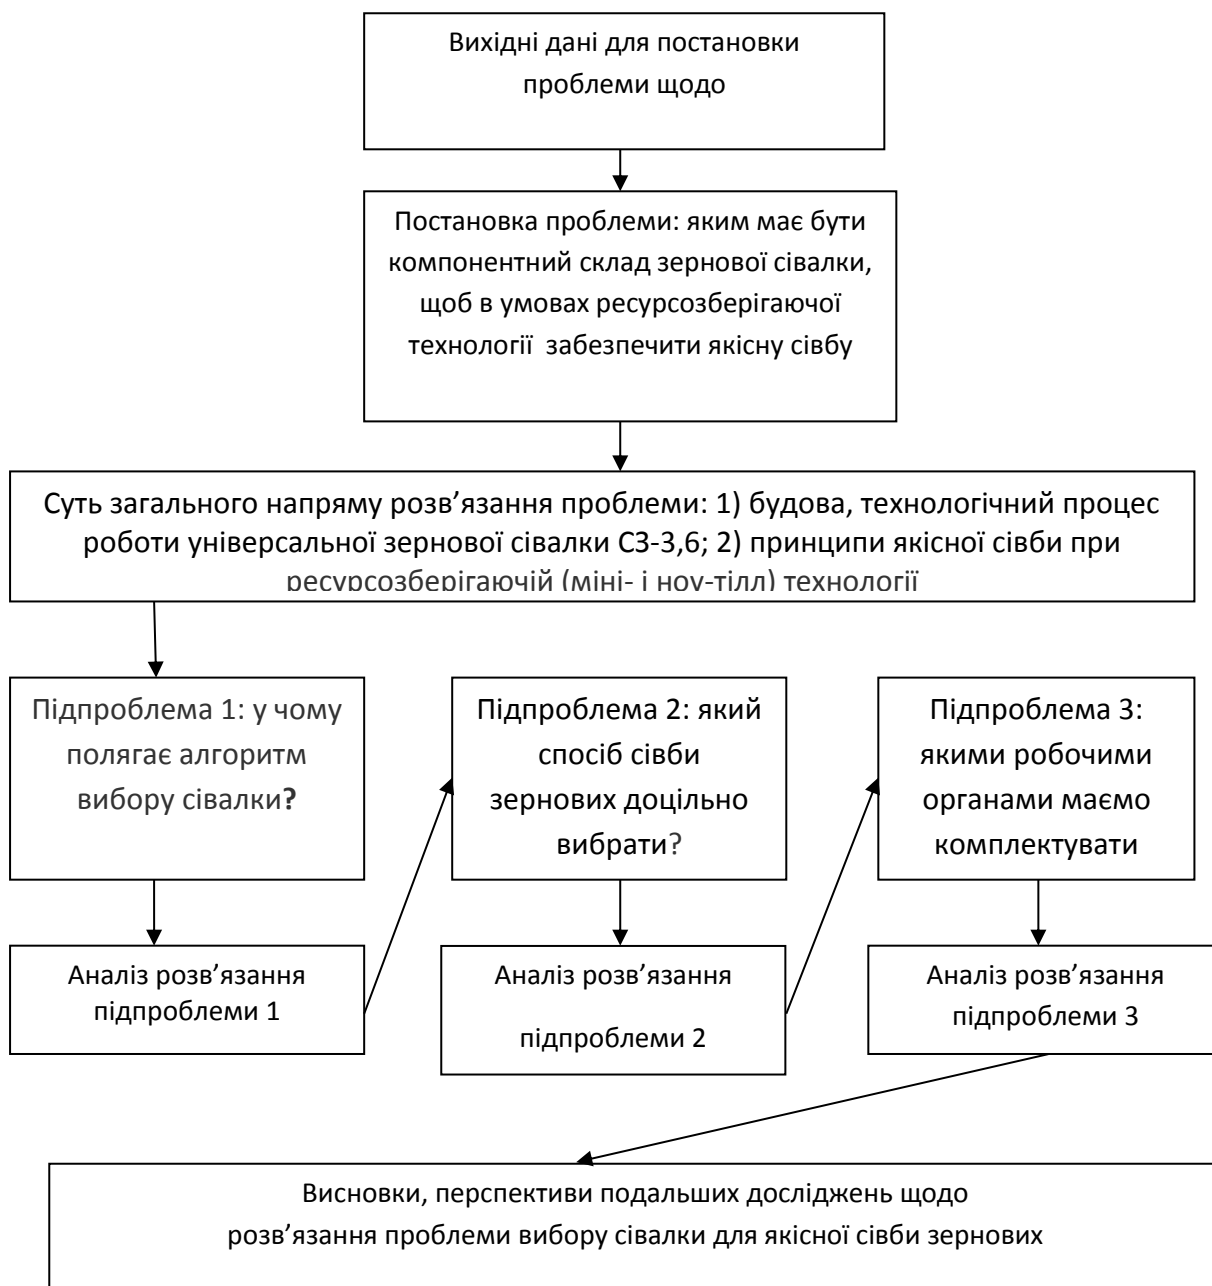 Вихідні дані для постановки
проблеми щодо
Постановка проблеми: яким має бути
компонентний склад зернової сівалки,
щоб в умовах ресурсозберігаючої
технології забезпечити якісну сівбу
Суть загального напряму розв’язання проблеми: 1) будова, технологічний процес
роботи універсальної зернової сівалки СЗ-3,6; 2) принципи якісної сівби при
ресурсозберігаючій (міні- і ноу-тілл) технології
Підпроблема 1: у чому
полягає алгоритм
вибору сівалки?
Підпроблема 2: який
спосіб сівби
зернових доцільно
вибрати?
Підпроблема 3:
якими робочими
органами маємо
комплектувати
Аналіз розв’язання
підпроблеми 1
Аналіз розв’язання
підпроблеми 2
Аналіз розв’язання
підпроблеми 3
Висновки, перспективи подальших досліджень щодо
розв’язання проблеми вибору сівалки для якісної сівби зернових